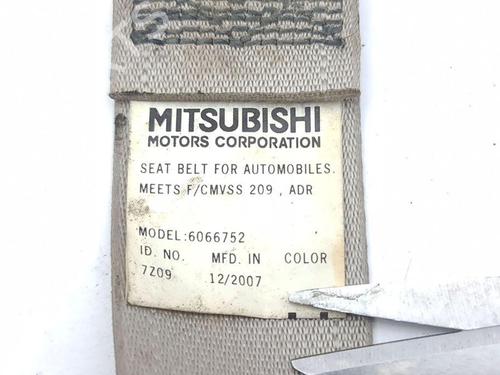 MITSUBISHI
MOTORS CORPORATION
SEAT BELT FOR AUTOMOBILES.
MEETS F/CMVSS 209 , ADR
MODEL:6066752
ID. NO. MFD. IN COLOR
7Z09 12/2007